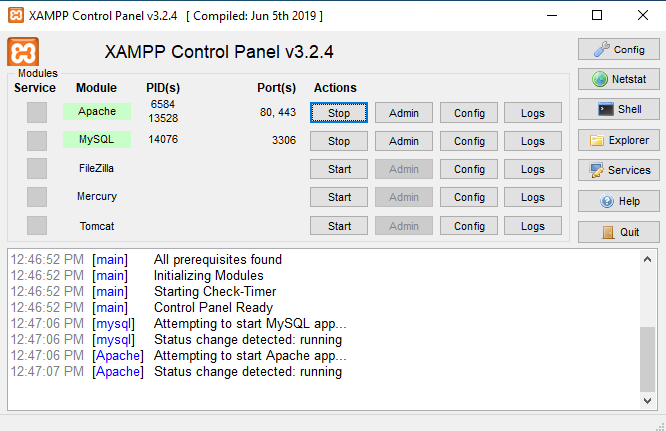 XAMPP Control Panel v3.2.4 [ Compiled: Jun 5th 2019 ]
XAMPP Control Panel v3.2.4
Config
Modules
Service Module PID(s) Port(s) Actions
Netstat
Apache 6584 13528 80, 443 Stop Admin Config Logs
Shell
MySQL 14076 3306 Stop Admin Config Logs
Explorer
FileZilla Start Admin Config Logs
Services
Mercury Start Admin Config Logs
Help
Tomcat Start Admin Config Logs
Quit
12:46:52 PM [main] All prerequisites found
12:46:52 PM [main] Initializing Modules
12:46:52 PM [main] Starting Check-Timer
12:46:52 PM [main] Control Panel Ready
12:47:06 PM [mysql] Attempting to start MySQL app...
12:47:06 PM [mysql] Status change detected: running
12:47:06 PM [Apache] Attempting to start Apache app...
12:47:07 PM [Apache] Status change detected: running